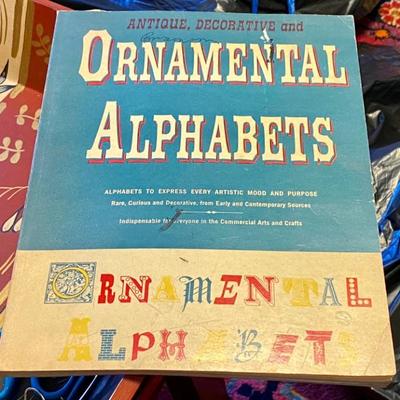 ANTIQUE, DECORATIVE and
ORNAMENTAL
ALPHABETS
ALPHABETS TO EXPRESS EVERY ARTISTIC MOOD AND PURPOSE
Rare, Curious and Decorative, from Early and Contemporary Sources
Indispensable for Everyone in the Commercial Arts and Crafts
ORNAMENTAL
ALPHABETS